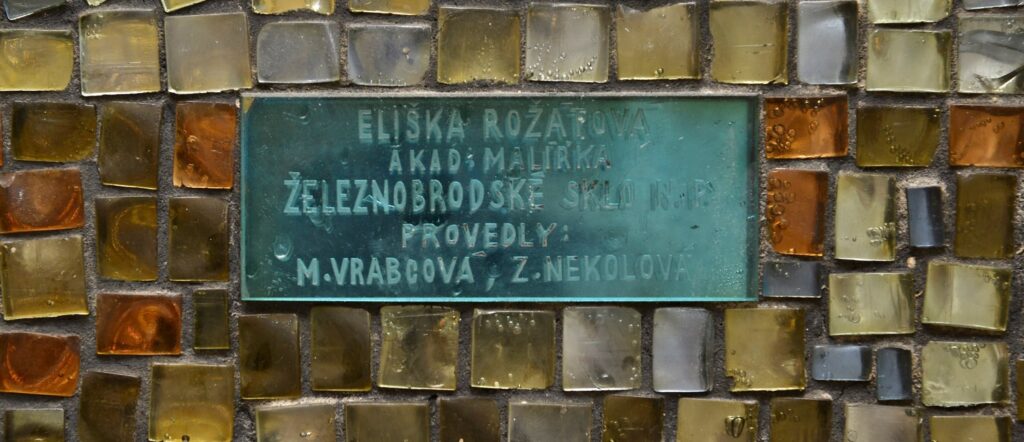 ELIŠKA ROŽÁTOVÁ
AKAD. MALÍŘKA
ŽELEZNOBRODSKÉ SKLO N.P.
PROVEDLY:
M.VRABCOVÁ, Z.NEKOLOVÁ